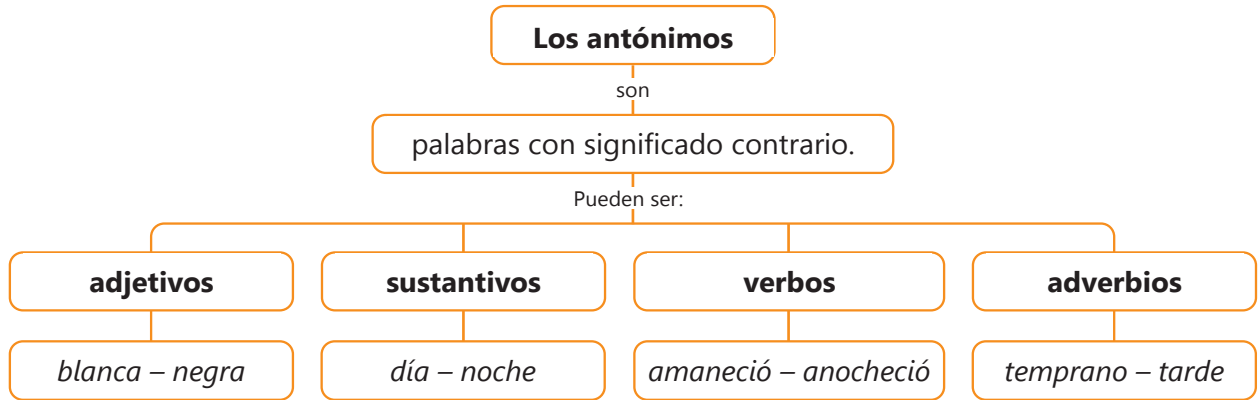 Los antónimos
son
palabras con significado contrario.
Pueden ser:
adjetivos
sustantivos
verbos
adverbios
blanca – negra
día – noche
amaneció – anocheció
temprano – tarde